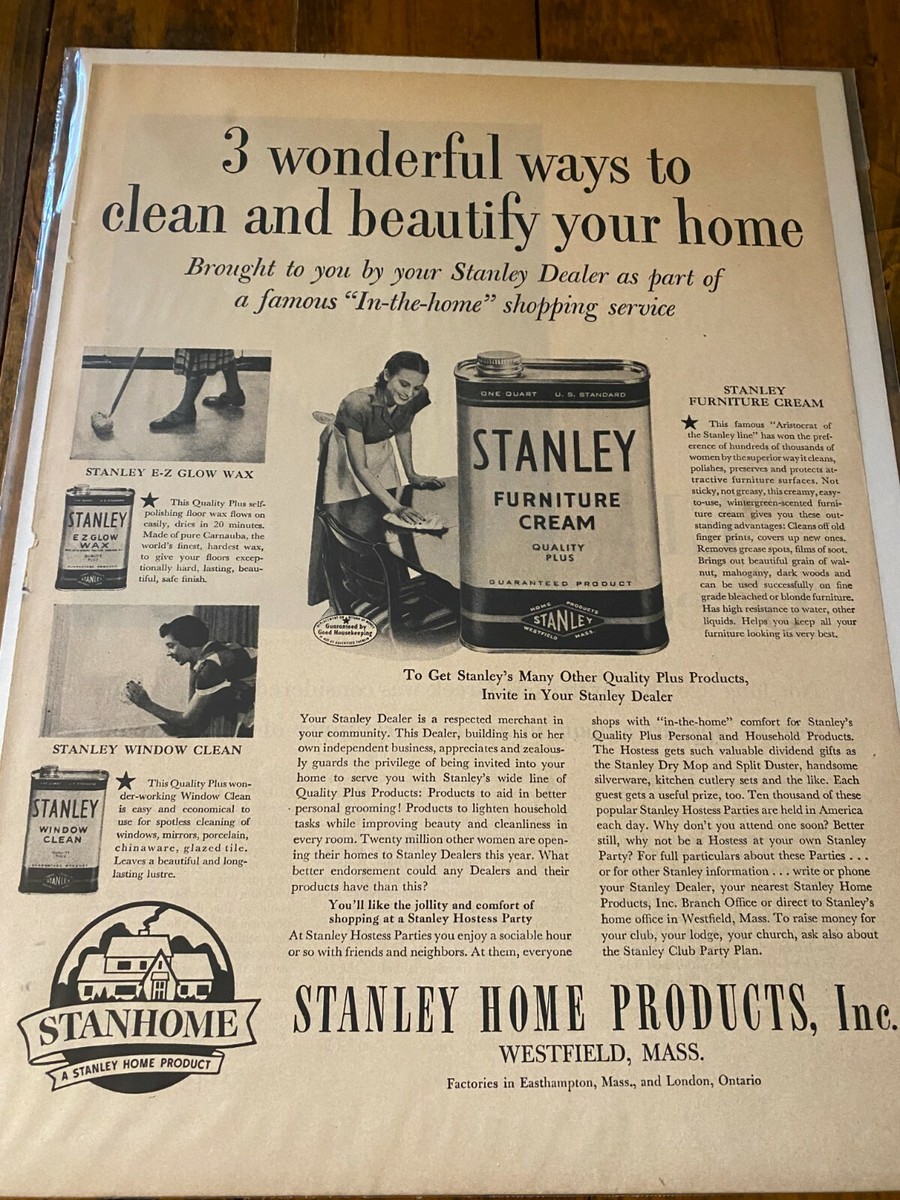 3 wonderful ways to
clean and beautify your home
Brought to you by your Stanley Dealer as part of
a famous “In-the-home” shopping service
STANLEY E-Z GLOW WAX
STANLEY
E Z GLOW
WAX
QUALITY
PLUS
STANLEY
★ This Quality Plus self-
polishing floor wax flows on
easily, dries in 20 minutes.
Made of pure Carnauba, the
world's finest, hardest wax,
to give your floors excep-
tionally hard, lasting, beau-
tiful, safe finish.
STANLEY WINDOW CLEAN
STANLEY
WINDOW
CLEAN
STANLEY
★ This Quality Plus won-
der-working Window Clean
is easy and economical to
use for spotless cleaning of
windows, mirrors, porcelain,
chinaware, glazed tile.
Leaves a beautiful and long-
lasting lustre.
ONE QUART U. S. STANDARD
STANLEY
FURNITURE
CREAM
QUALITY
PLUS
GUARANTEED PRODUCT
HOME PRODUCTS
STANLEY
WESTFIELD, MASS.
Guaranteed by
Good Housekeeping
STANLEY
FURNITURE CREAM
★ This famous “Aristocrat of
the Stanley line” has won the pref-
erence of hundreds of thousands of
women by the superior way it cleans,
polishes, preserves and protects at-
tractive furniture surfaces. Not
sticky, not greasy, this creamy, easy-
to-use, wintergreen-scented furni-
ture cream gives you these out-
standing advantages: Cleans off old
finger prints, covers up new ones.
Removes grease spots, films of soot.
Brings out beautiful grain of wal-
nut, mahogany, dark woods and
can be used successfully on fine
grade bleached or blonde furniture.
Has high resistance to water, other
liquids. Helps you keep all your
furniture looking its very best.
To Get Stanley's Many Other Quality Plus Products,
Invite in Your Stanley Dealer
Your Stanley Dealer is a respected merchant in
your community. This Dealer, building his or her
own independent business, appreciates and zealous-
ly guards the privilege of being invited into your
home to serve you with Stanley's wide line of
Quality Plus Products: Products to aid in better
personal grooming! Products to lighten household
tasks while improving beauty and cleanliness in
every room. Twenty million other women are open-
ing their homes to Stanley Dealers this year. What
better endorsement could any Dealers and their
products have than this?
You'll like the jollity and comfort of
shopping at a Stanley Hostess Party
At Stanley Hostess Parties you enjoy a sociable hour
or so with friends and neighbors. At them, everyone
shops with “in-the-home” comfort for Stanley's
Quality Plus Personal and Household Products.
The Hostess gets such valuable dividend gifts as
the Stanley Dry Mop and Split Duster, handsome
silverware, kitchen cutlery sets and the like. Each
guest gets a useful prize, too. Ten thousand of these
popular Stanley Hostess Parties are held in America
each day. Why don't you attend one soon? Better
still, why not be a Hostess at your own Stanley
Party? For full particulars about these Parties . . .
or for other Stanley information . . . write or phone
your Stanley Dealer, your nearest Stanley Home
Products, Inc. Branch Office or direct to Stanley's
home office in Westfield, Mass. To raise money for
your club, your lodge, your church, ask also about
the Stanley Club Party Plan.
STANHOME
A STANLEY HOME PRODUCT
STANLEY HOME PRODUCTS, Inc.
WESTFIELD, MASS.
Factories in Easthampton, Mass., and London, Ontario